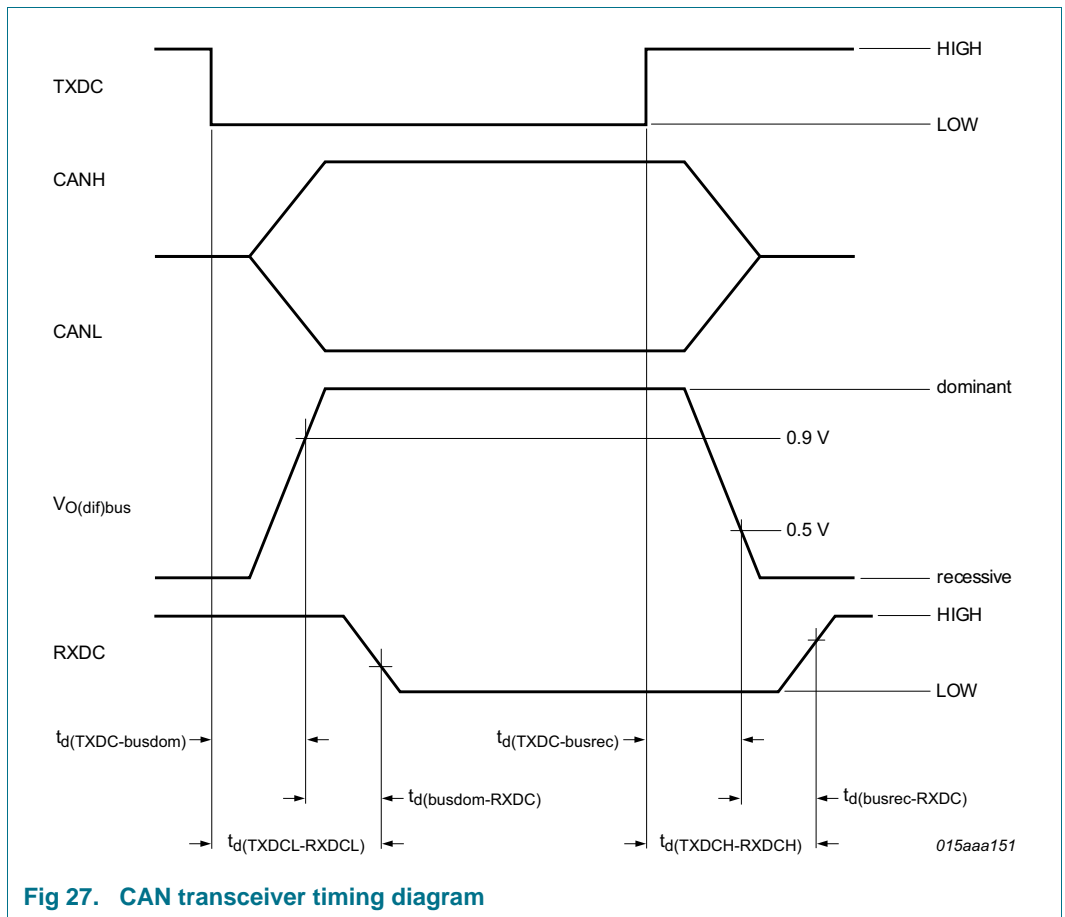 TXDC
HIGH
LOW
CANH
CANL
dominant
0.9 V
VO(dif)bus
0.5 V
recessive
HIGH
RXDC
LOW
td(TXDC-busdom)
td(TXDC-busrec)
td(busdom-RXDC)
td(busrec-RXDC)
td(TXDCL-RXDCL)
td(TXDCH-RXDCH)
015aaa151
Fig 27. CAN transceiver timing diagram